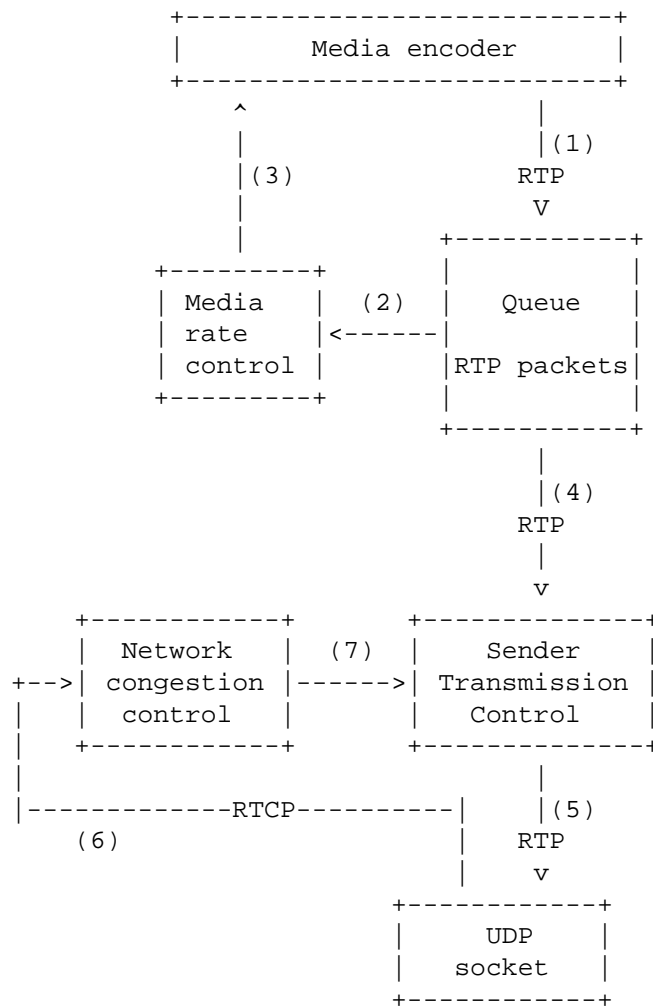 Media encoder
(1)
(3) RTP
V
Media (2) Queue
rate <------
control RTP packets
(4)
RTP
v
Network (7) Sender
+--> congestion ------> Transmission
control Control
RTCP (5)
(6) RTP
v
UDP
socket